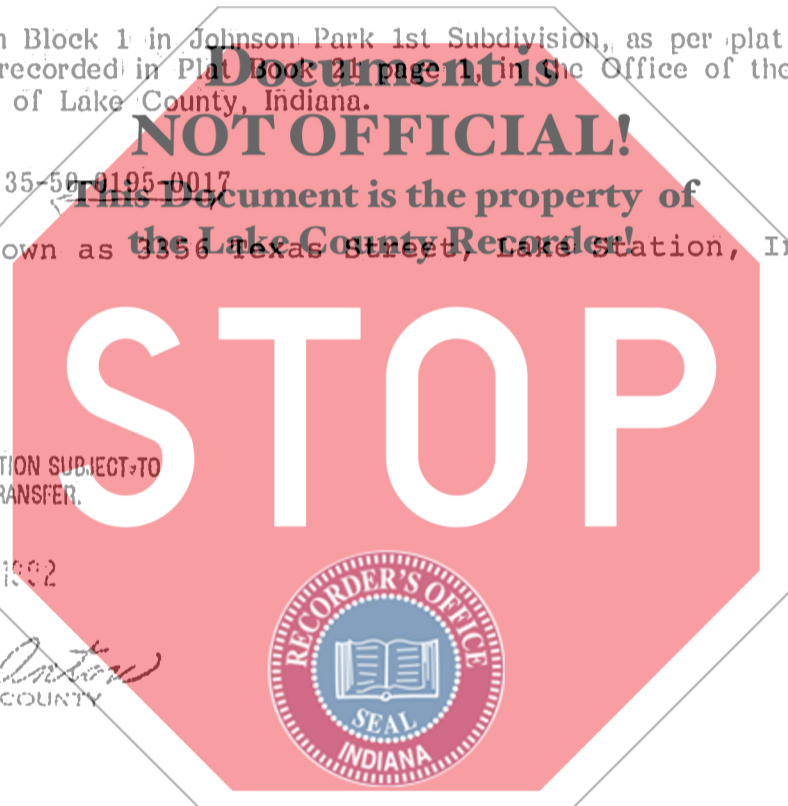 n Block 1 in Johnson Park 1st Subdivision, as per plat
recorded in Plat Book 21 page 1, in the Office of the
of Lake County, Indiana.
Document is
NOT OFFICIAL!
This Document is the property of
the Lake County Recorder!
35-50-0195-0017
own as 3356 Texas Street, Lake Station, In
STOP
TION SUBJECT TO
RANSFER.
1992
COUNTY
RECORDER'S OFFICE
SEAL
INDIANA